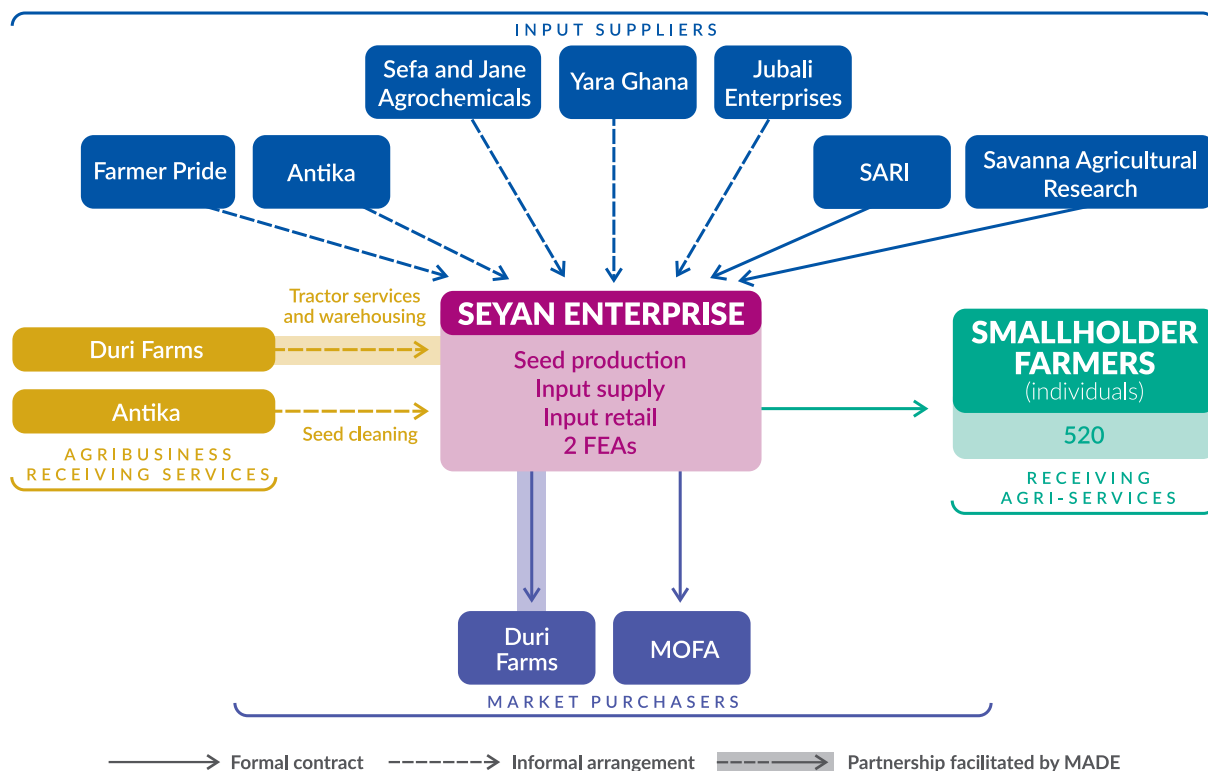 INPUT SUPPLIERS
Sefa and Jane
Agrochemicals
Yara Ghana
Jubali
Enterprises
Farmer Pride
Antika
SARI
Savanna Agricultural
Research
Tractor services
and warehousing
Duri Farms
Antika
Seed cleaning
AGRIBUSINESS
RECEIVING SERVICES
SEYAN ENTERPRISE
Seed production
Input supply
Input retail
2 FEAs
SMALLHOLDER
FARMERS
(individuals)
520
RECEIVING
AGRI-SERVICES
Duri
Farms
MOFA
MARKET PURCHASERS
Formal contract
Informal arrangement
Partnership facilitated by MADE